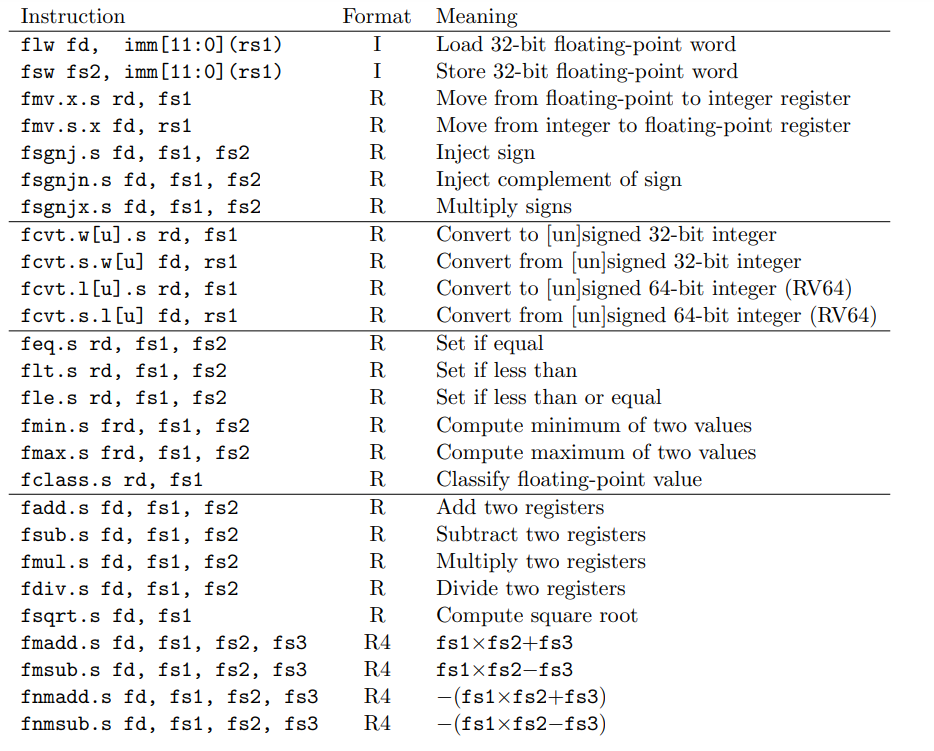 Instruction Format Meaning
flw fd, imm[11:0](rs1) I Load 32-bit floating-point word
fsw fs2, imm[11:0](rs1) I Store 32-bit floating-point word
fmv.x.s rd, fs1 R Move from floating-point to integer register
fmv.s.x fd, rs1 R Move from integer to floating-point register
fsgnj.s fd, fs1, fs2 R Inject sign
fsgnjn.s fd, fs1, fs2 R Inject complement of sign
fsgnjx.s fd, fs1, fs2 R Multiply signs
fcvt.w[u].s rd, fs1 R Convert to [un]signed 32-bit integer
fcvt.s.w[u] fd, rs1 R Convert from [un]signed 32-bit integer
fcvt.l[u].s rd, fs1 R Convert to [un]signed 64-bit integer (RV64)
fcvt.s.l[u] fd, rs1 R Convert from [un]signed 64-bit integer (RV64)
feq.s rd, fs1, fs2 R Set if equal
flt.s rd, fs1, fs2 R Set if less than
fle.s rd, fs1, fs2 R Set if less than or equal
fmin.s frd, fs1, fs2 R Compute minimum of two values
fmax.s frd, fs1, fs2 R Compute maximum of two values
fclass.s rd, fs1 R Classify floating-point value
fadd.s fd, fs1, fs2 R Add two registers
fsub.s fd, fs1, fs2 R Subtract two registers
fmul.s fd, fs1, fs2 R Multiply two registers
fdiv.s fd, fs1, fs2 R Divide two registers
fsqrt.s fd, fs1 R Compute square root
fmadd.s fd, fs1, fs2, fs3 R4 fs1×fs2+fs3
fmsub.s fd, fs1, fs2, fs3 R4 fs1×fs2−fs3
fnmadd.s fd, fs1, fs2, fs3 R4 −(fs1×fs2+fs3)
fnmsub.s fd, fs1, fs2, fs3 R4 −(fs1×fs2−fs3)